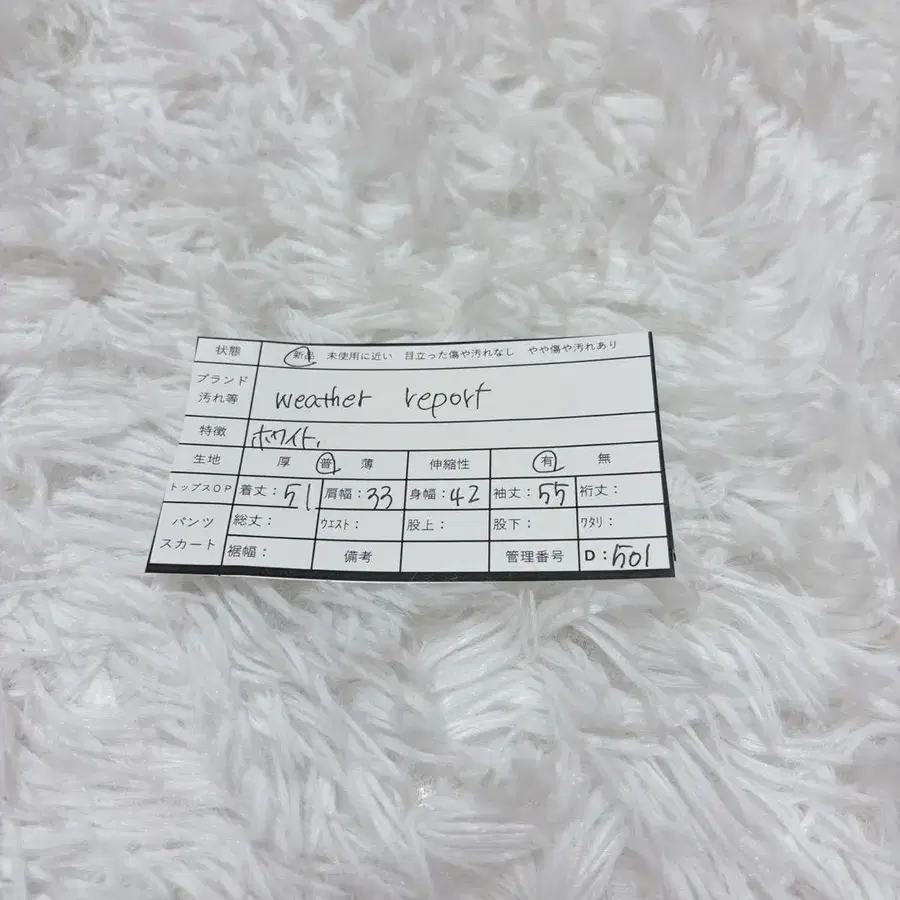 状態 新品 未使用に近い 目立った傷や汚れなし やや傷や汚れあり
ブランド
汚れ等 weather report
特徴 ホワイト,
生地 厚 普 薄 伸縮性 有 無
トップスOP 着丈:51 肩幅:33 身幅:42 袖丈:55 裄丈:
パンツ
スカート
総丈: ウエスト: 股上: 股下: ワタリ:
裾幅: 備考 管理番号 D:501